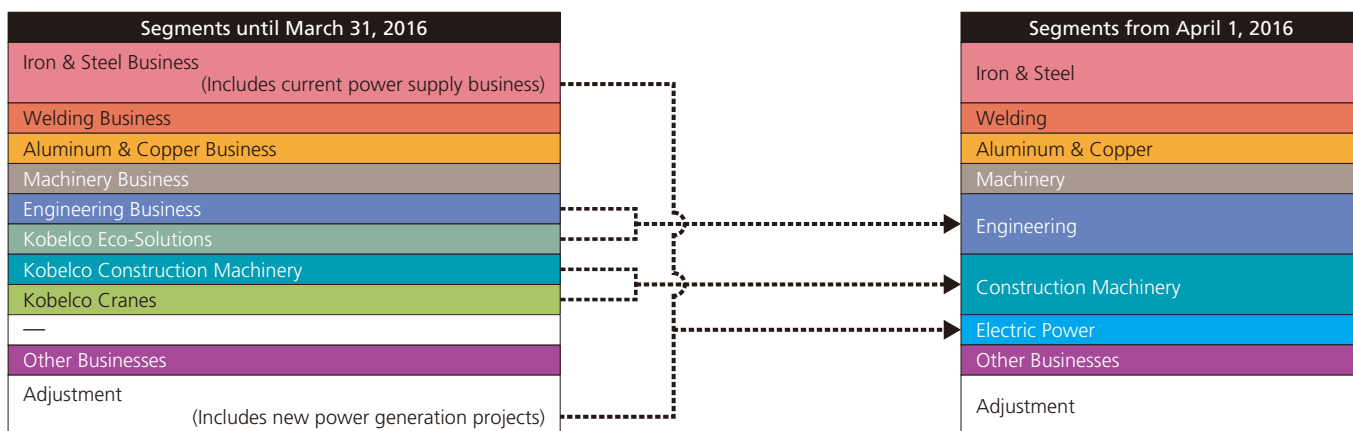 Segments until March 31, 2016
Iron & Steel Business
(Includes current power supply business)
Welding Business
Aluminum & Copper Business
Machinery Business
Engineering Business
Kobelco Eco-Solutions
Kobelco Construction Machinery
Kobelco Cranes
—
Other Businesses
Adjustment
(Includes new power generation projects)
Segments from April 1, 2016
Iron & Steel
Welding
Aluminum & Copper
Machinery
Engineering
Construction Machinery
Electric Power
Other Businesses
Adjustment